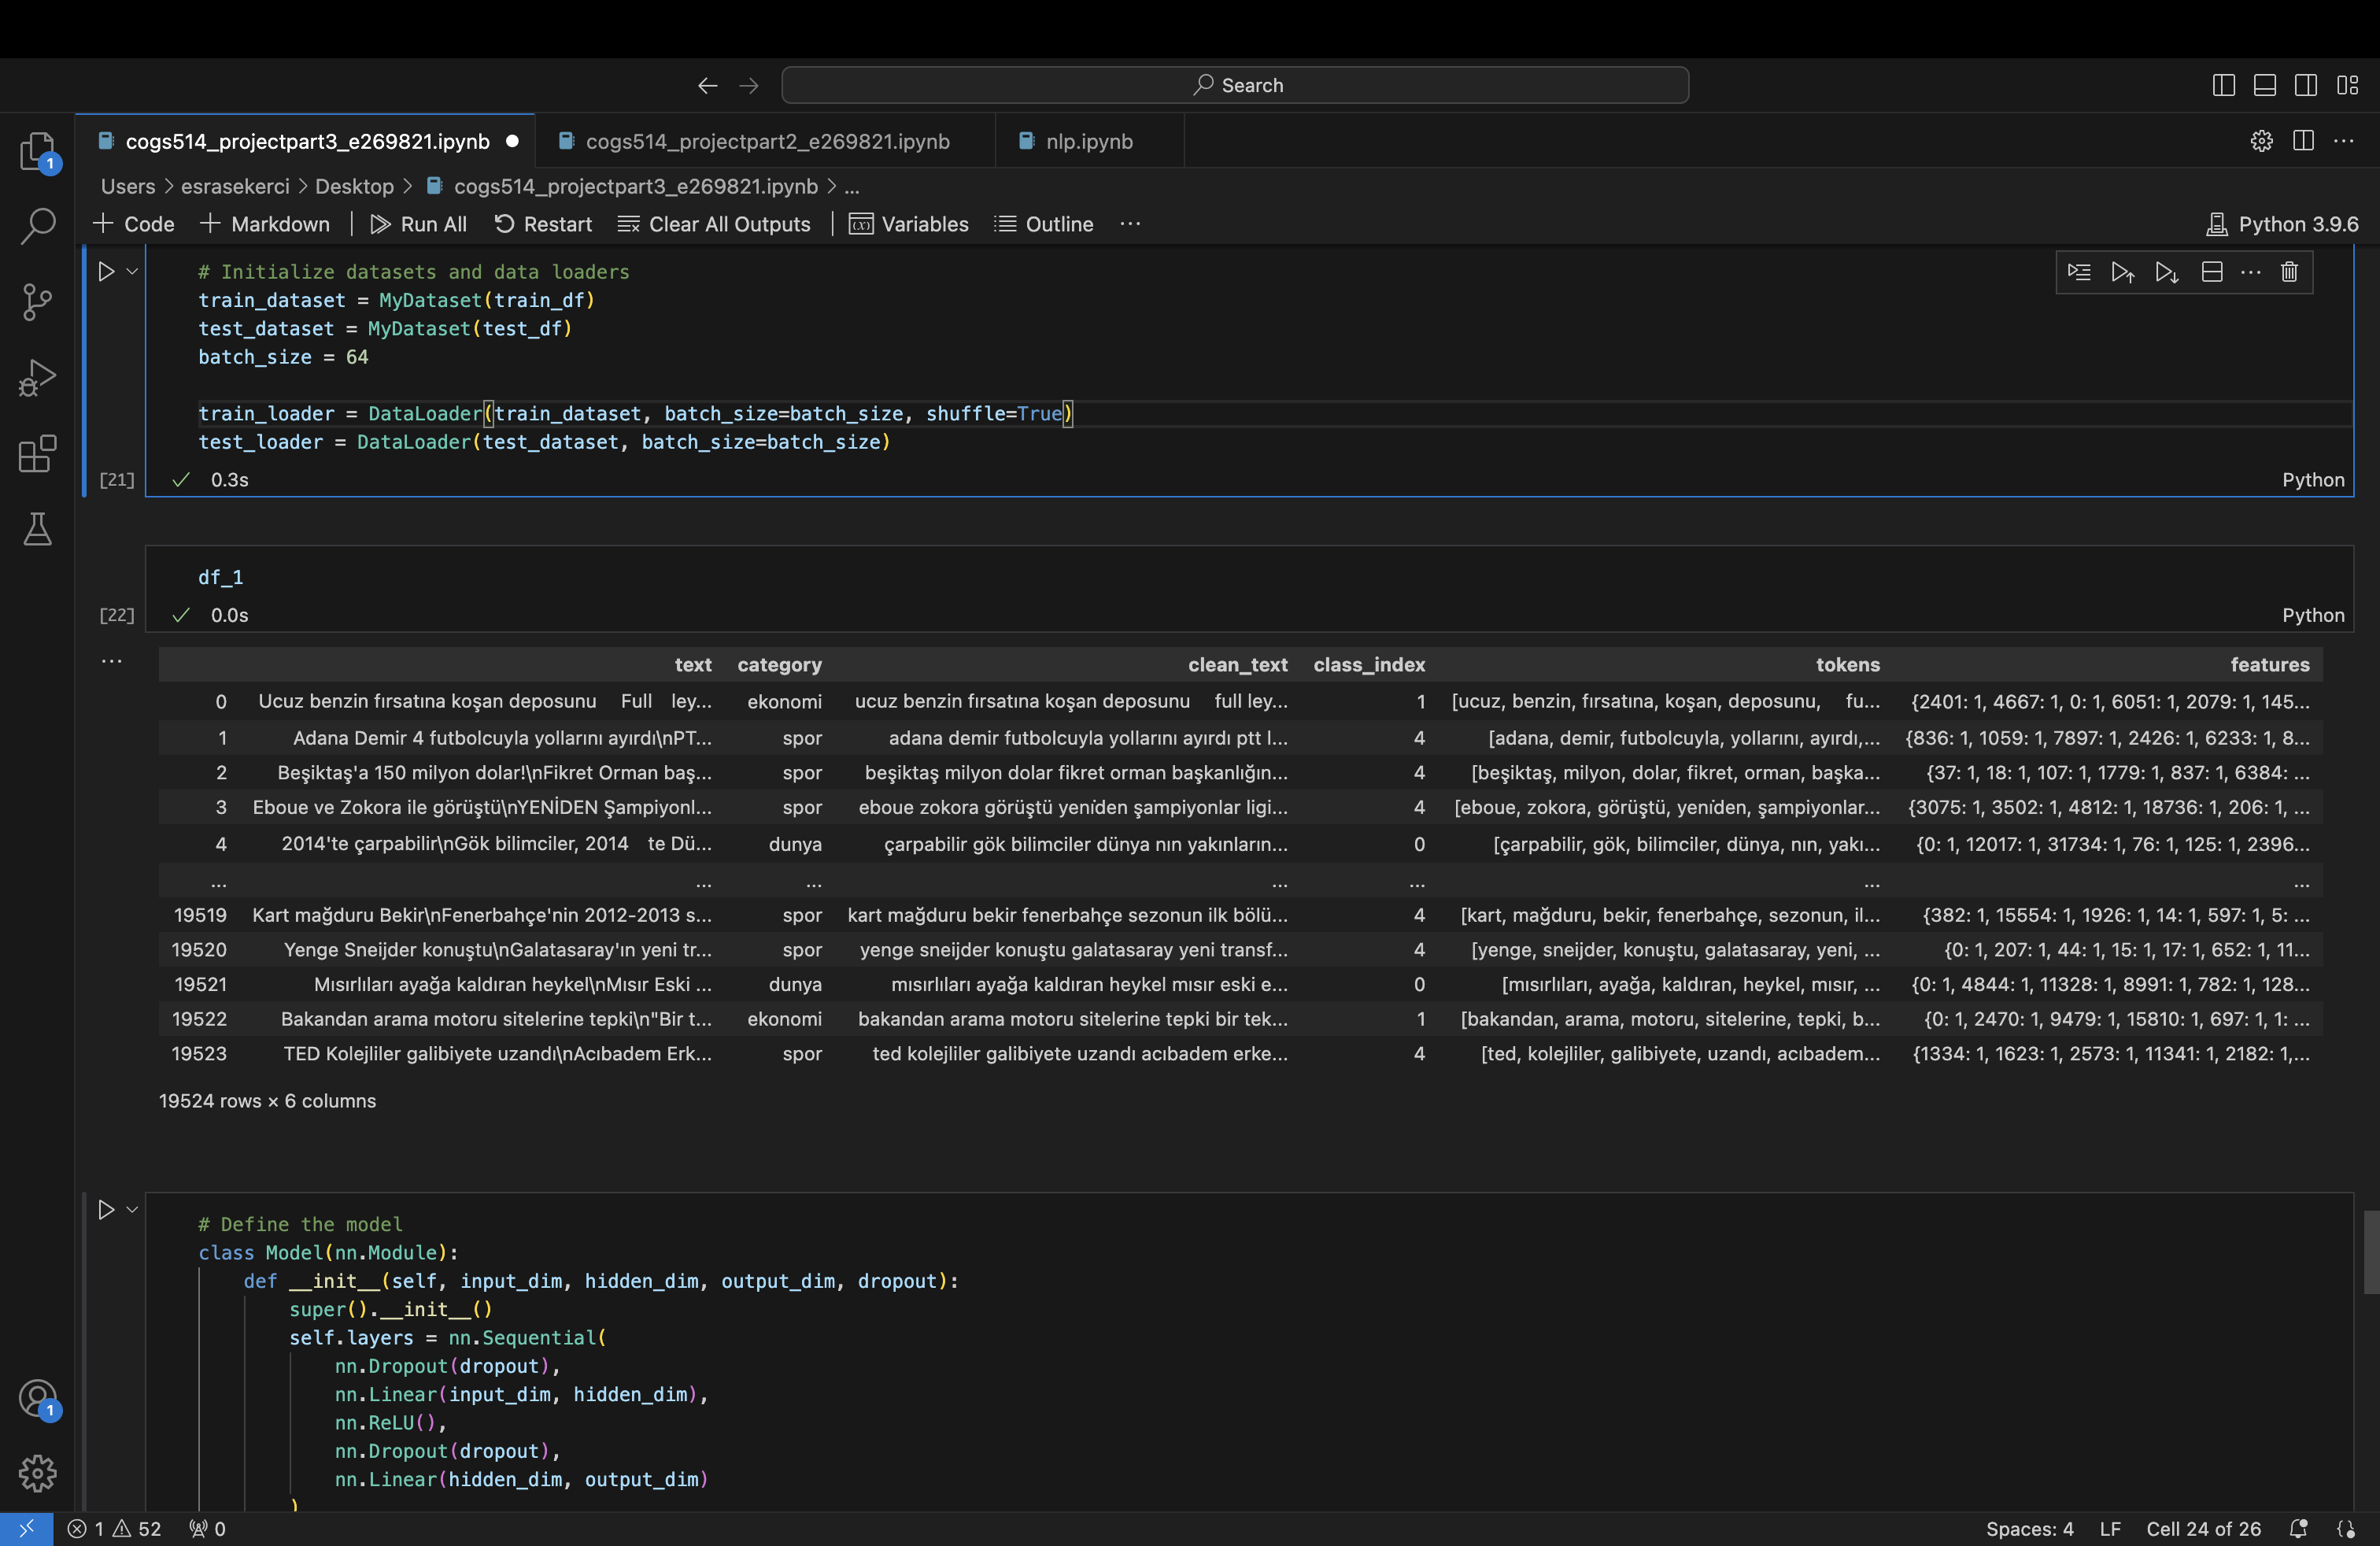 Search
cogs514_projectpart3_e269821.ipynb
cogs514_projectpart2_e269821.ipynb
nlp.ipynb
Users > esrasekerci > Desktop > cogs514_projectpart3_e269821.ipynb > ...
+ Code + Markdown | Run All Restart Clear All Outputs | Variables Outline ...
Python 3.9.6
# Initialize datasets and data loaders
train_dataset = MyDataset(train_df)
test_dataset = MyDataset(test_df)
batch_size = 64
train_loader = DataLoader(train_dataset, batch_size=batch_size, shuffle=True)
test_loader = DataLoader(test_dataset, batch_size=batch_size)
[21] 0.3s Python
df_1
[22] 0.0s Python
text category clean_text class_index tokens features
0 Ucuz benzin fırsatına koşan deposunu Full ley... ekonomi ucuz benzin fırsatına koşan deposunu full ley... 1 [ucuz, benzin, fırsatına, koşan, deposunu, fu... {2401: 1, 4667: 1, 0: 1, 6051: 1, 2079: 1, 145...
1 Adana Demir 4 futbolcuyla yollarını ayırdı\nPT... spor adana demir futbolcuyla yollarını ayırdı ptt l... 4 [adana, demir, futbolcuyla, yollarını, ayırdı,... {836: 1, 1059: 1, 7897: 1, 2426: 1, 6233: 1, 8...
2 Beşiktaş'a 150 milyon dolar!\nFikret Orman baş... spor beşiktaş milyon dolar fikret orman başkanlığın... 4 [beşiktaş, milyon, dolar, fikret, orman, başka... {37: 1, 18: 1, 107: 1, 1779: 1, 837: 1, 6384: ...
3 Eboue ve Zokora ile görüştü\nYENİDEN Şampiyonl... spor eboue zokora görüştü yeni̇den şampiyonlar ligi... 4 [eboue, zokora, görüştü, yeni̇den, şampiyonlar... {3075: 1, 3502: 1, 4812: 1, 18736: 1, 206: 1, ...
4 2014'te çarpabilir\nGök bilimciler, 2014 te Dü... dunya çarpabilir gök bilimciler dünya nın yakınların... 0 [çarpabilir, gök, bilimciler, dünya, nın, yakı... {0: 1, 12017: 1, 31734: 1, 76: 1, 125: 1, 2396...
... ... ... ... ... ... ...
19519 Kart mağduru Bekir\nFenerbahçe'nin 2012-2013 s... spor kart mağduru bekir fenerbahçe sezonun ilk bölü... 4 [kart, mağduru, bekir, fenerbahçe, sezonun, il... {382: 1, 15554: 1, 1926: 1, 14: 1, 597: 1, 5: ...
19520 Yenge Sneijder konuştu\nGalatasaray'ın yeni tr... spor yenge sneijder konuştu galatasaray yeni transf... 4 [yenge, sneijder, konuştu, galatasaray, yeni, ... {0: 1, 207: 1, 44: 1, 15: 1, 17: 1, 652: 1, 11...
19521 Mısırlıları ayağa kaldıran heykel\nMısır Eski ... dunya mısırlıları ayağa kaldıran heykel mısır eski e... 0 [mısırlıları, ayağa, kaldıran, heykel, mısır, ... {0: 1, 4844: 1, 11328: 1, 8991: 1, 782: 1, 128...
19522 Bakandan arama motoru sitelerine tepki\n"Bir t... ekonomi bakandan arama motoru sitelerine tepki bir tek... 1 [bakandan, arama, motoru, sitelerine, tepki, b... {0: 1, 2470: 1, 9479: 1, 15810: 1, 697: 1, 1: ...
19523 TED Kolejliler galibiyete uzandı\nAcıbadem Erk... spor ted kolejliler galibiyete uzandı acıbadem erke... 4 [ted, kolejliler, galibiyete, uzandı, acıbadem... {1334: 1, 1623: 1, 2573: 1, 11341: 1, 2182: 1,...
19524 rows × 6 columns
# Define the model
class Model(nn.Module):
    def __init__(self, input_dim, hidden_dim, output_dim, dropout):
        super().__init__()
        self.layers = nn.Sequential(
            nn.Dropout(dropout),
            nn.Linear(input_dim, hidden_dim),
            nn.ReLU(),
            nn.Dropout(dropout),
            nn.Linear(hidden_dim, output_dim)
        )
1 52 0 Spaces: 4 LF Cell 24 of 26
1
1